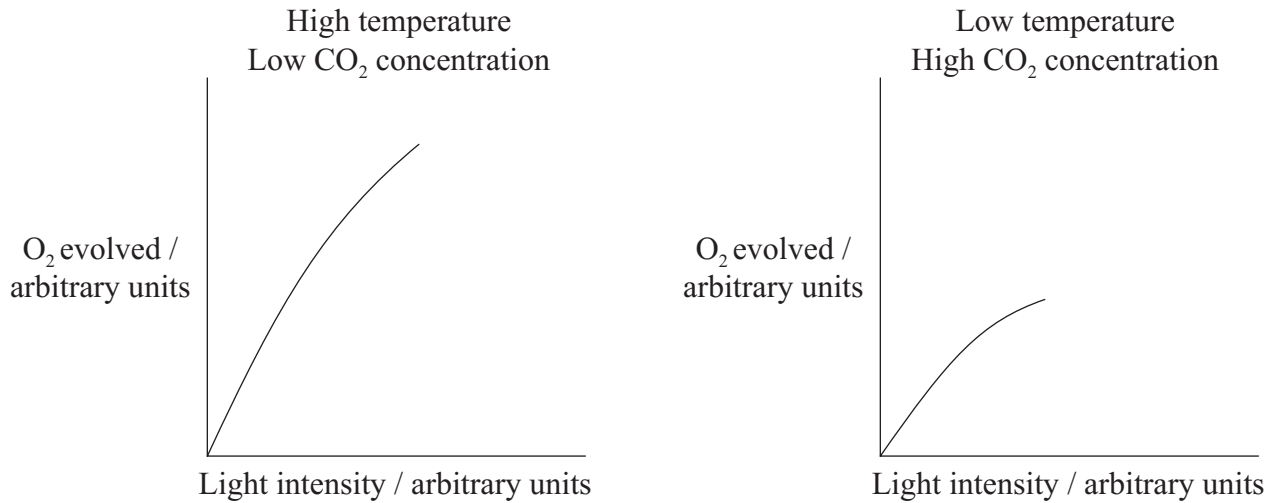 High temperature
Low CO₂ concentration
O₂ evolved /
arbitrary units
Light intensity / arbitrary units
Low temperature
High CO₂ concentration
O₂ evolved /
arbitrary units
Light intensity / arbitrary units